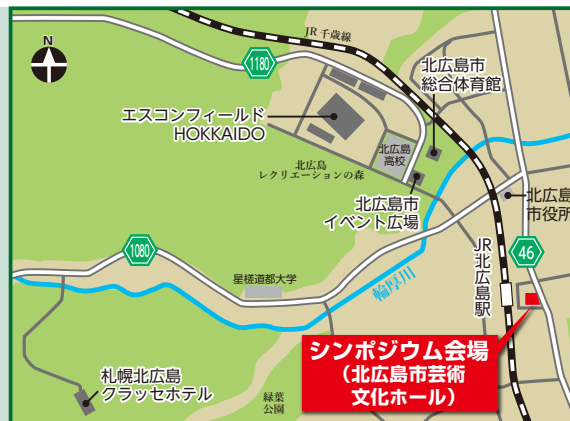 N
JR千歳線
1180
北広島市
総合体育館
エスコンフィールド
HOKKAIDO
北広島
高校
北広島
レクリエーションの森
北広島市
イベント広場
北広島
市役所
1080
46
星槎道都大学
輪厚川
JR北広島駅
シンポジウム会場
(北広島市芸術
文化ホール)
札幌北広島
クラッセホテル
緑葉
公園